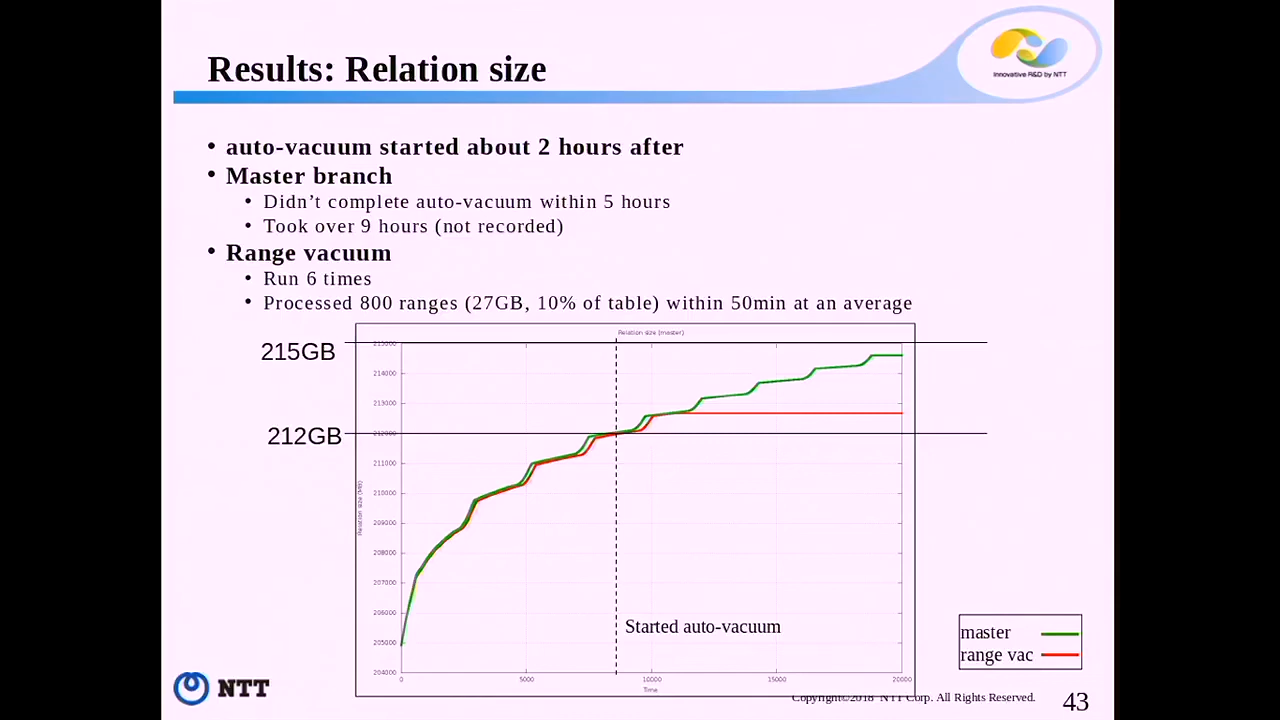 Results: Relation size
Innovative R&D by NTT
• auto-vacuum started about 2 hours after
• Master branch
• Didn’t complete auto-vacuum within 5 hours
• Took over 9 hours (not recorded)
• Range vacuum
• Run 6 times
• Processed 800 ranges (27GB, 10% of table) within 50min at an average
Relation size (master)
215GB
215000
214000
213000
212GB
212000
211000
210000
209000
208000
207000
206000
205000
204000
Relation size (MB)
Started auto-vacuum
0 5000 10000 15000 20000
Time
master
range vac
NTT
Copyright©2018 NTT Corp. All Rights Reserved.
43